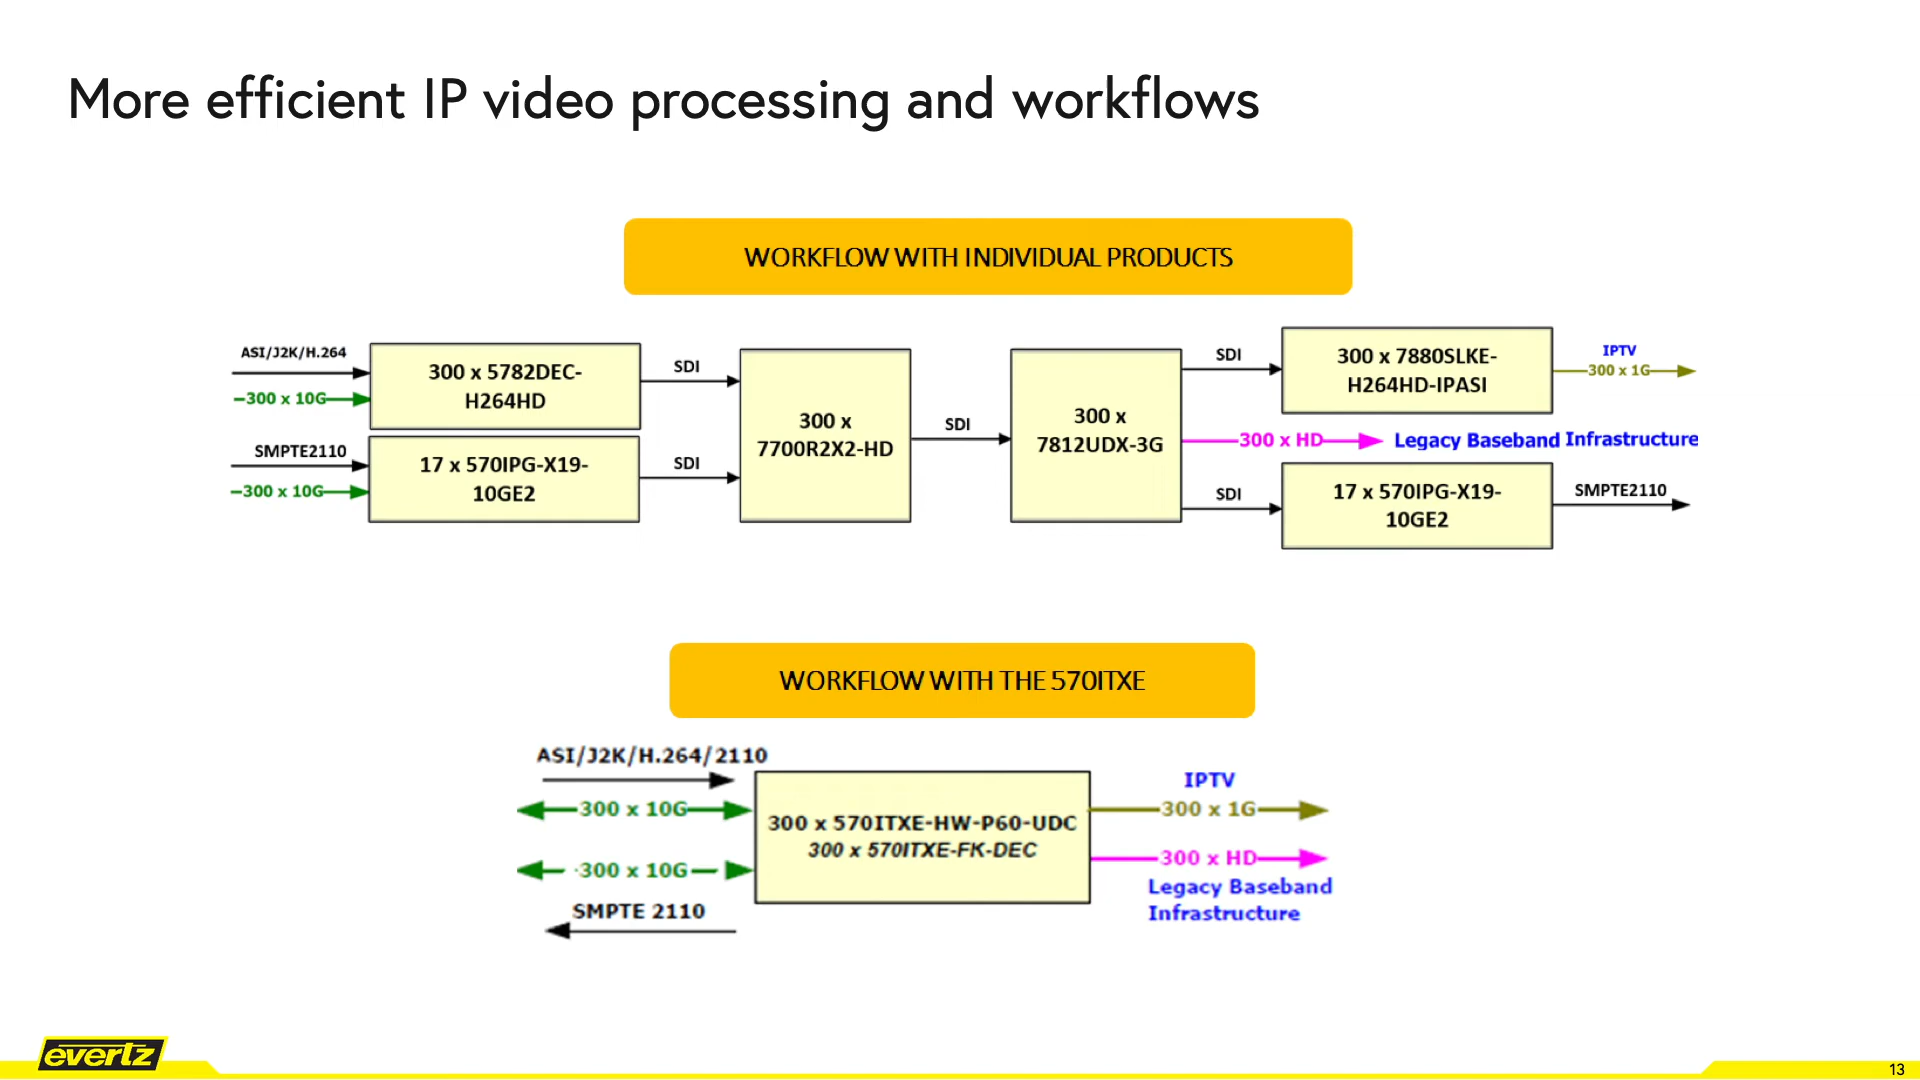 More efficient IP video processing and workflows
WORKFLOW WITH INDIVIDUAL PRODUCTS
ASI/J2K/H.264
300 x 10G
SMPTE2110
300 x 10G
300 x 5782DEC-
H264HD
17 x 570IPG-X19-
10GE2
SDI
SDI
300 x
7700R2X2-HD
SDI
300 x
7812UDX-3G
SDI
300 x HD
Legacy Baseband Infrastructure
SDI
300 x 7880SLKE-
H264HD-IPASI
17 x 570IPG-X19-
10GE2
IPTV
300 x 1G
SMPTE2110
WORKFLOW WITH THE 570ITXE
ASI/J2K/H.264/2110
300 x 10G
300 x 10G
SMPTE 2110
300 x 570ITXE-HW-P60-UDC
300 x 570ITXE-FK-DEC
IPTV
300 x 1G
300 x HD
Legacy Baseband
Infrastructure
evertz
13